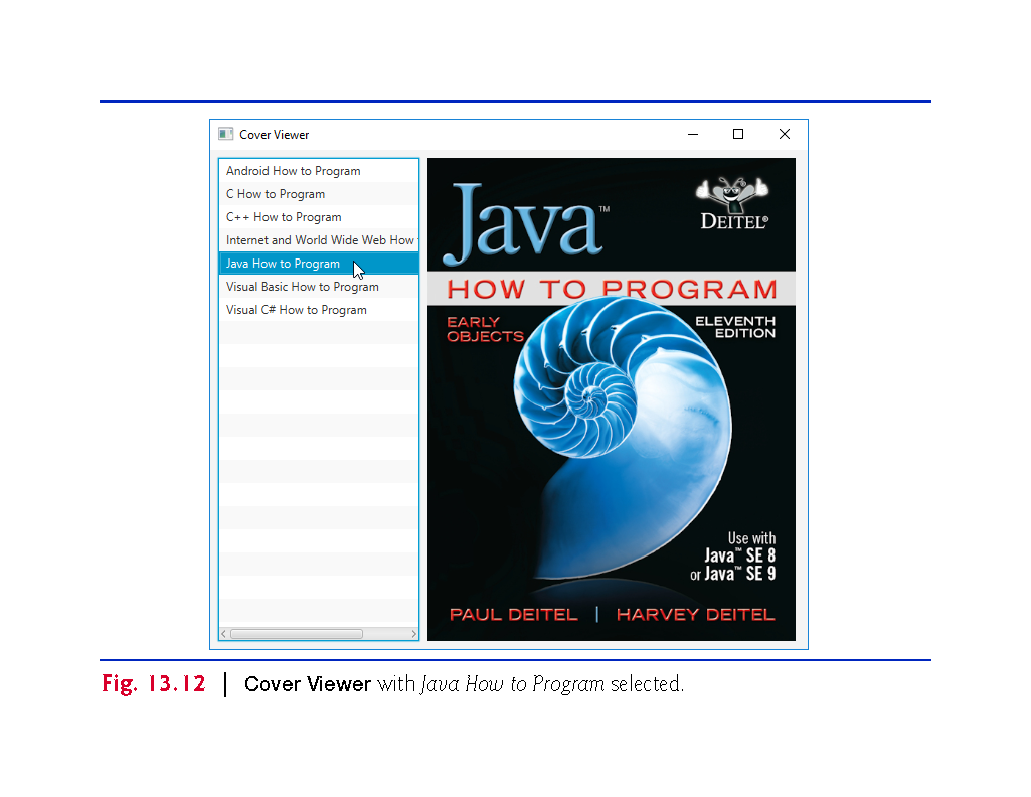 Cover Viewer
Android How to Program
C How to Program
C++ How to Program
Internet and World Wide Web How
Java How to Program
Visual Basic How to Program
Visual C# How to Program
Java™
DEITEL®
HOW TO PROGRAM
EARLY
OBJECTS
ELEVENTH
EDITION
Use with
Java™ SE 8
or Java™ SE 9
PAUL DEITEL | HARVEY DEITEL
Fig. 13.12 | Cover Viewer with Java How to Program selected.